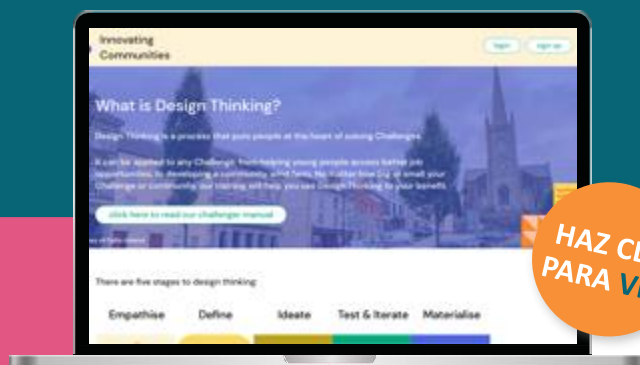 Innovating
Communities
login
sign up
What is Design Thinking?
Design Thinking is a process that puts people at the heart of solving Challenges.
It can be applied to any Challenge; from helping young people access better job
opportunities, to developing a community wind farm. No matter how big or small your
Challenge or community, our training will help you use Design Thinking to your benefit.
click here to read our challenger manual
There are five stages to design thinking:
Empathise
Define
Ideate
Test & Iterate
Materialise
HAZ
PARA